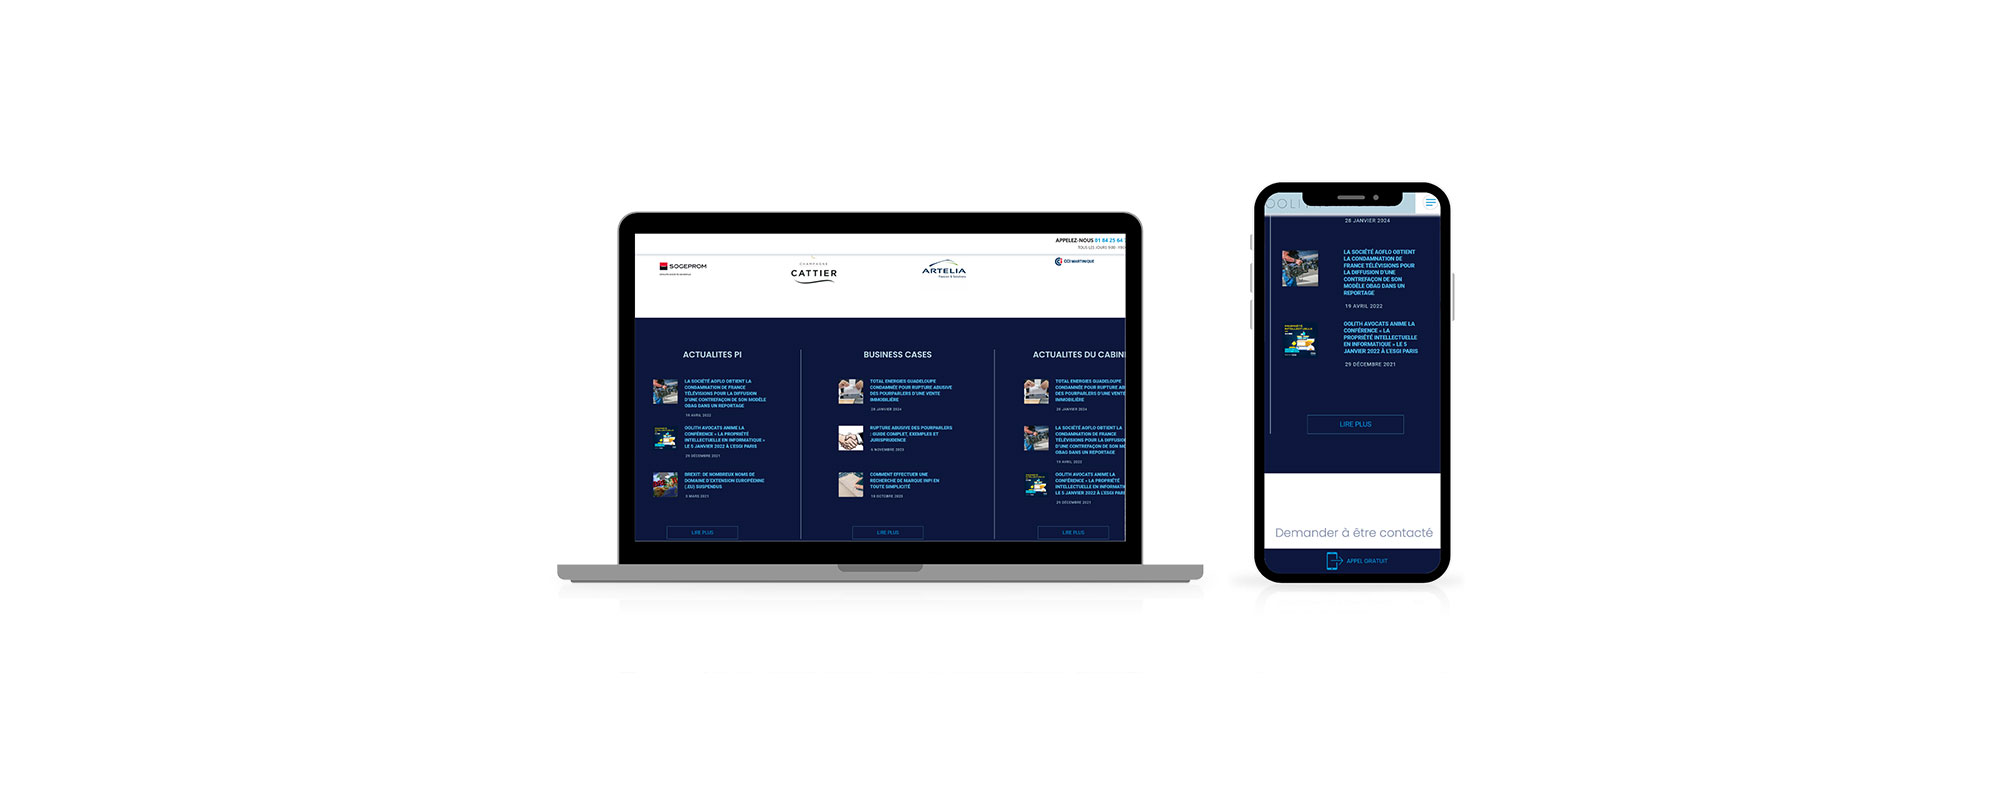 APPELEZ-NOUS 01 84 25 64
TOUS LES JOURS 9H00- 19H
SOGEPROM
CHAMPAGNE
CATTIER
ARTELIA
Passion & Solutions
CCI MARTINIQUE
ACTUALITES PI
LA SOCIÉTÉ AGFLO OBTIENT LA
CONDAMNATION DE FRANCE
TÉLÉVISIONS POUR LA DIFFUSION
D'UNE CONTREFAÇON DE SON MODÈLE
OBAG DANS UN REPORTAGE
19 AVRIL 2022
OOLITH AVOCATS ANIME LA
CONFÉRENCE « LA PROPRIÉTÉ
INTELLECTUELLE EN INFORMATIQUE »
LE 5 JANVIER 2022 À L'ESGI PARIS
29 DÉCEMBRE 2021
BREXIT: DE NOMBREUX NOMS DE
DOMAINE D'EXTENSION EUROPÉENNE
(.EU) SUSPENDUS
3 MARS 2021
LIRE PLUS
BUSINESS CASES
TOTAL ENERGIES GUADELOUPE
CONDAMNÉE POUR RUPTURE ABUSIVE
DES POURPARLERS D'UNE VENTE
IMMOBILIÈRE
26 JANVIER 2024
RUPTURE ABUSIVE DES POURPARLERS
: GUIDE COMPLET, EXEMPLES ET
JURISPRUDENCE
6 NOVEMBRE 2023
COMMENT EFFECTUER UNE
RECHERCHE DE MARQUE INPI EN
TOUTE SIMPLICITÉ
LIRE PLUS
ACTUALITES DU CABIN
TOTAL ENERGIES GUADELOUPE
CONDAMNÉE POUR RUPTURE AB
DES POURPARLERS D'UNE VENTE
IMMOBILIÈRE
26 JANVIER 2024
LA SOCIÉTÉ AGFLO OBTIENT LA
CONDAMNATION DE FRANCE
TÉLÉVISIONS POUR LA DIFFUSION
D'UNE CONTREFAÇON DE SON M
OBAG DANS UN REPORTAGE
19 AVRIL 2022
OOLITH AVOCATS ANIME LA
CONFÉRENCE « LA PROPRIÉTÉ
INTELLECTUELLE EN INFORMATI
LE 5 JANVIER 2022 À L'ESGI PAR
29 DÉCEMBRE 2021
LIRE PLUS
OOLI
26 JANVIER 2024
LA SOCIÉTÉ AGFLO OBTIENT
LA CONDAMNATION DE
FRANCE TÉLÉVISIONS POUR
LA DIFFUSION D'UNE
CONTREFAÇON DE SON
MODÈLE OBAG DANS UN
REPORTAGE
19 AVRIL 2022
PROPRIÉTÉ
INTELLECTUELLE
OOLITH AVOCATS ANIME LA
CONFÉRENCE « LA
PROPRIÉTÉ INTELLECTUELLE
EN INFORMATIQUE » LE 5
JANVIER 2022 À L'ESGI PARIS
29 DÉCEMBRE 2021
LIRE PLUS
Demander à être contacté
APPEL GRATUIT